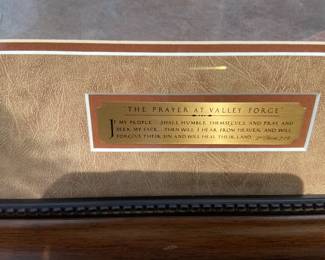 THE PRAYER AT VALLEY FORGE
IF MY PEOPLE ... SHALL HUMBLE THEMSELVES, AND PRAY, AND
SEEK MY FACE ... THEN WILL I HEAR FROM HEAVEN, AND WILL
FORGIVE THEIR SIN AND WILL HEAL THEIR LAND.